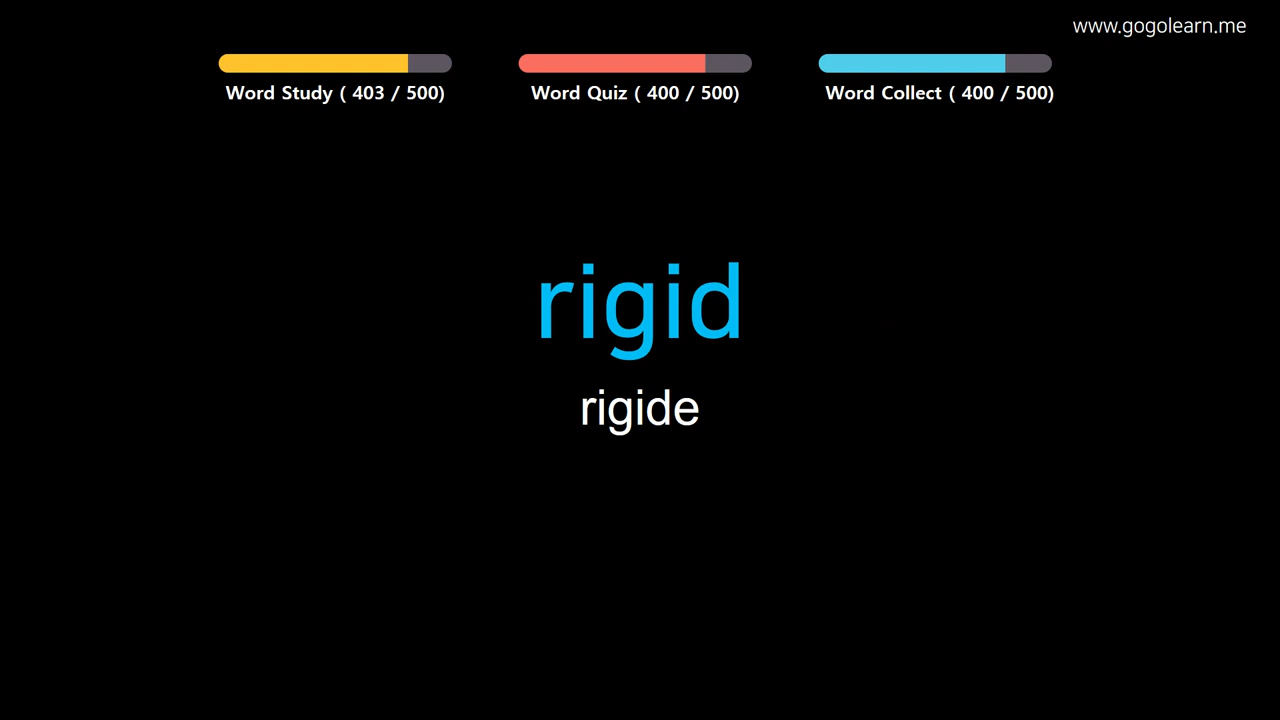 www.gogolearn.me
Word Study ( 403 / 500)
Word Quiz ( 400 / 500)
Word Collect ( 400 / 500)
rigid
rigide